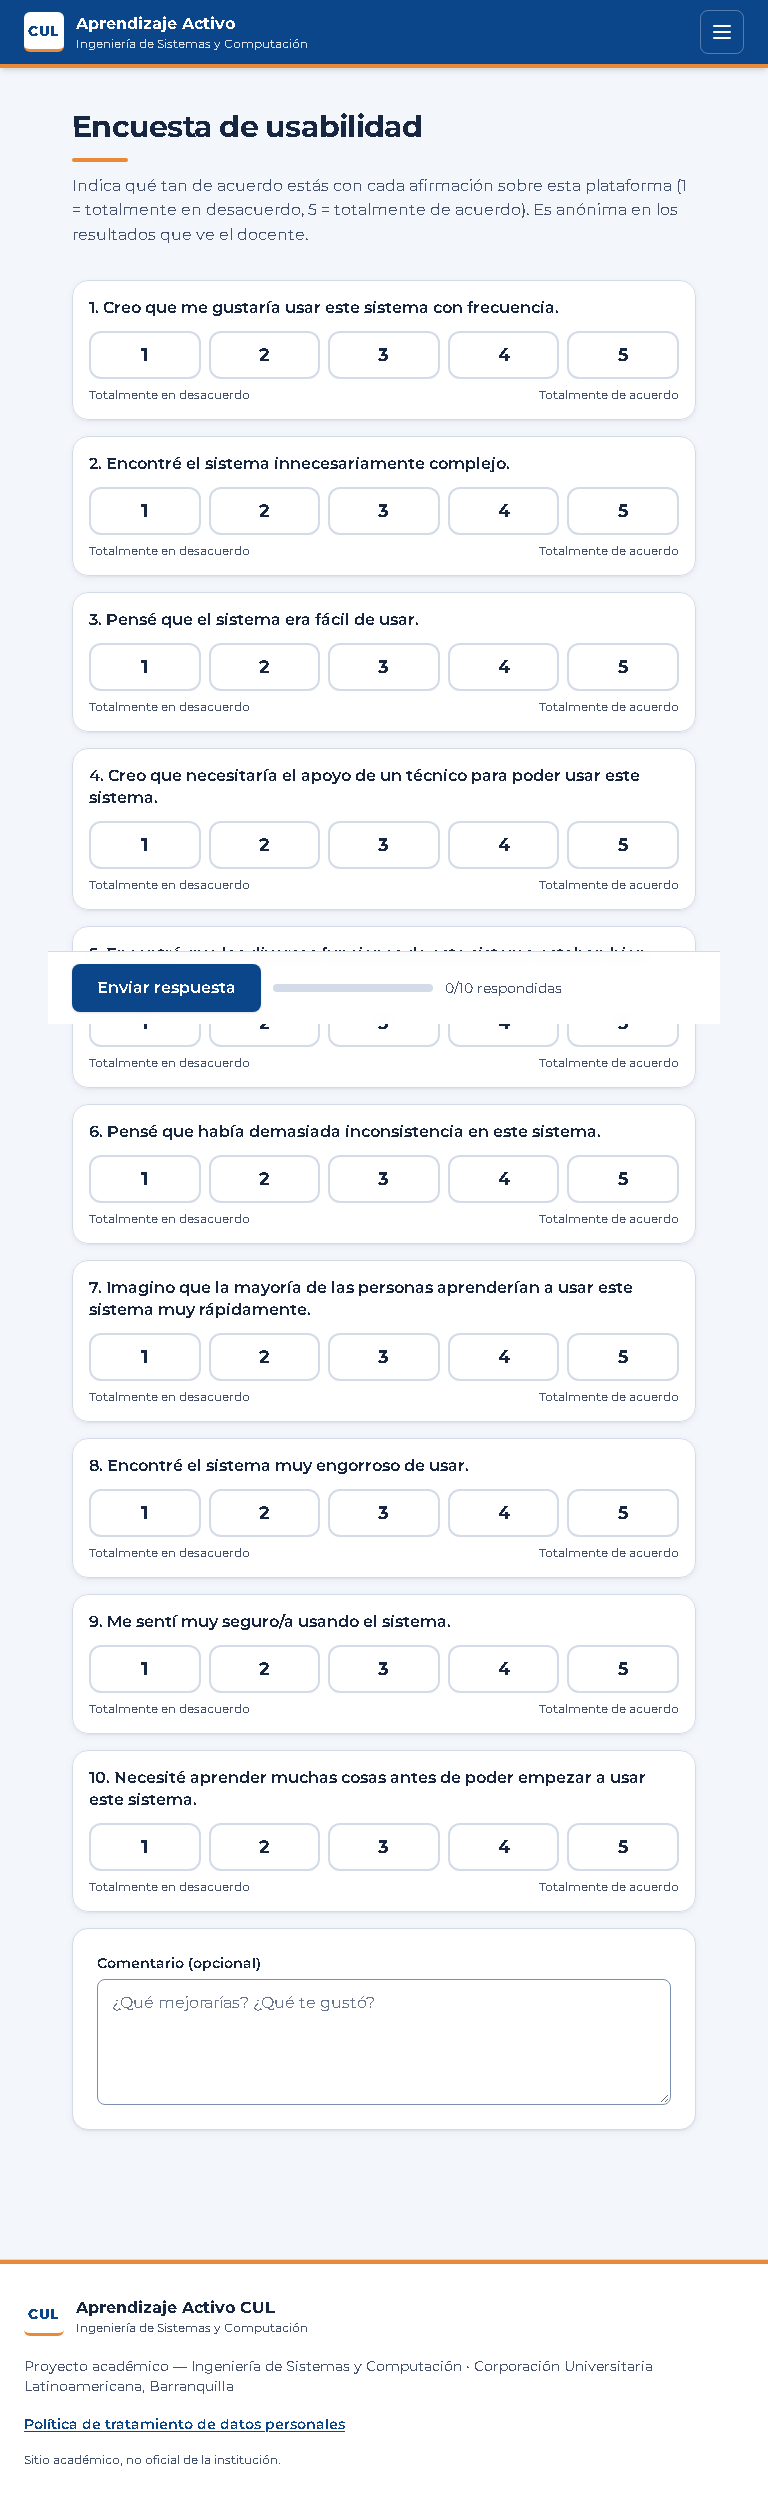 CUL
Aprendizaje Activo
Ingeniería de Sistemas y Computación
Encuesta de usabilidad
Indica qué tan de acuerdo estás con cada afirmación sobre esta plataforma (1
= totalmente en desacuerdo, 5 = totalmente de acuerdo). Es anónima en los
resultados que ve el docente.
1. Creo que me gustaría usar este sistema con frecuencia.
1 2 3 4 5
Totalmente en desacuerdo Totalmente de acuerdo
2. Encontré el sistema innecesariamente complejo.
1 2 3 4 5
Totalmente en desacuerdo Totalmente de acuerdo
3. Pensé que el sistema era fácil de usar.
1 2 3 4 5
Totalmente en desacuerdo Totalmente de acuerdo
4. Creo que necesitaría el apoyo de un técnico para poder usar este
sistema.
1 2 3 4 5
Totalmente en desacuerdo Totalmente de acuerdo
Enviar respuesta 0/10 respondidas
Totalmente en desacuerdo Totalmente de acuerdo
6. Pensé que había demasiada inconsistencia en este sistema.
1 2 3 4 5
Totalmente en desacuerdo Totalmente de acuerdo
7. Imagino que la mayoría de las personas aprenderían a usar este
sistema muy rápidamente.
1 2 3 4 5
Totalmente en desacuerdo Totalmente de acuerdo
8. Encontré el sistema muy engorroso de usar.
1 2 3 4 5
Totalmente en desacuerdo Totalmente de acuerdo
9. Me sentí muy seguro/a usando el sistema.
1 2 3 4 5
Totalmente en desacuerdo Totalmente de acuerdo
10. Necesité aprender muchas cosas antes de poder empezar a usar
este sistema.
1 2 3 4 5
Totalmente en desacuerdo Totalmente de acuerdo
Comentario (opcional)
¿Qué mejorarías? ¿Qué te gustó?
CUL
Aprendizaje Activo CUL
Ingeniería de Sistemas y Computación
Proyecto académico — Ingeniería de Sistemas y Computación · Corporación Universitaria
Latinoamericana, Barranquilla
Política de tratamiento de datos personales
Sitio académico, no oficial de la institución.